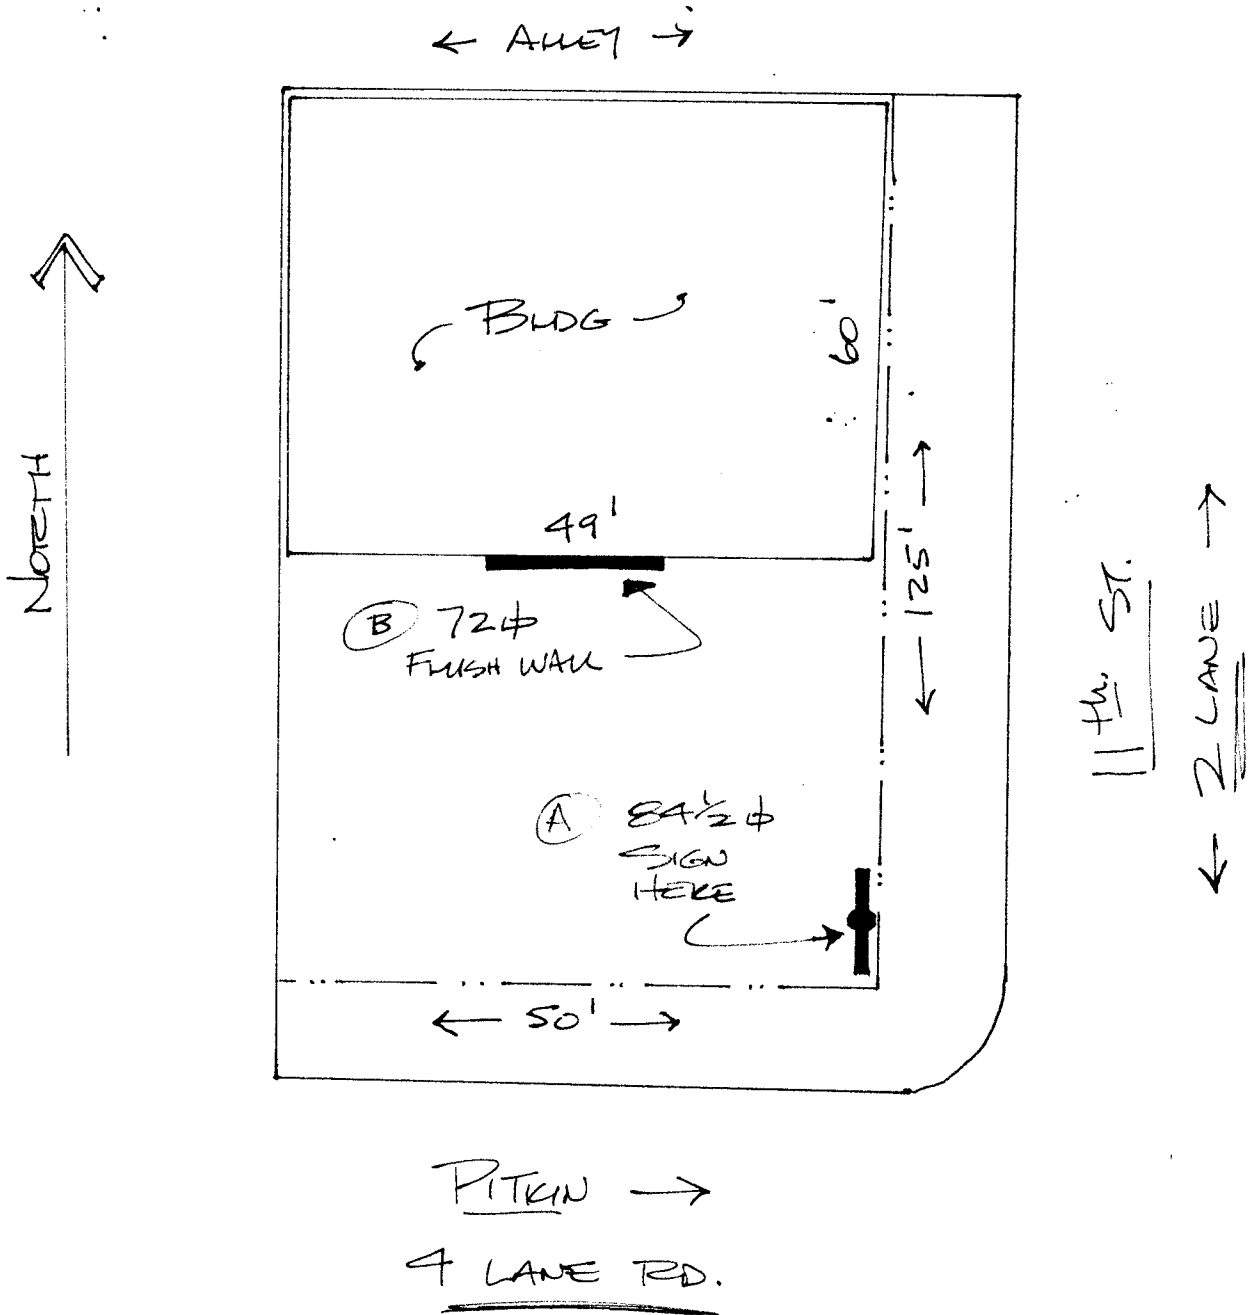 ← ALLEY →
NORTH
BLDG
60'
49'
← 125' →
B 72 ⏍
FLUSH WALL
11th. ST.
← 2 LANE →
A 84½ ⏍
SIGN
HERE
← 50' →
PITKIN →
4 LANE RD.